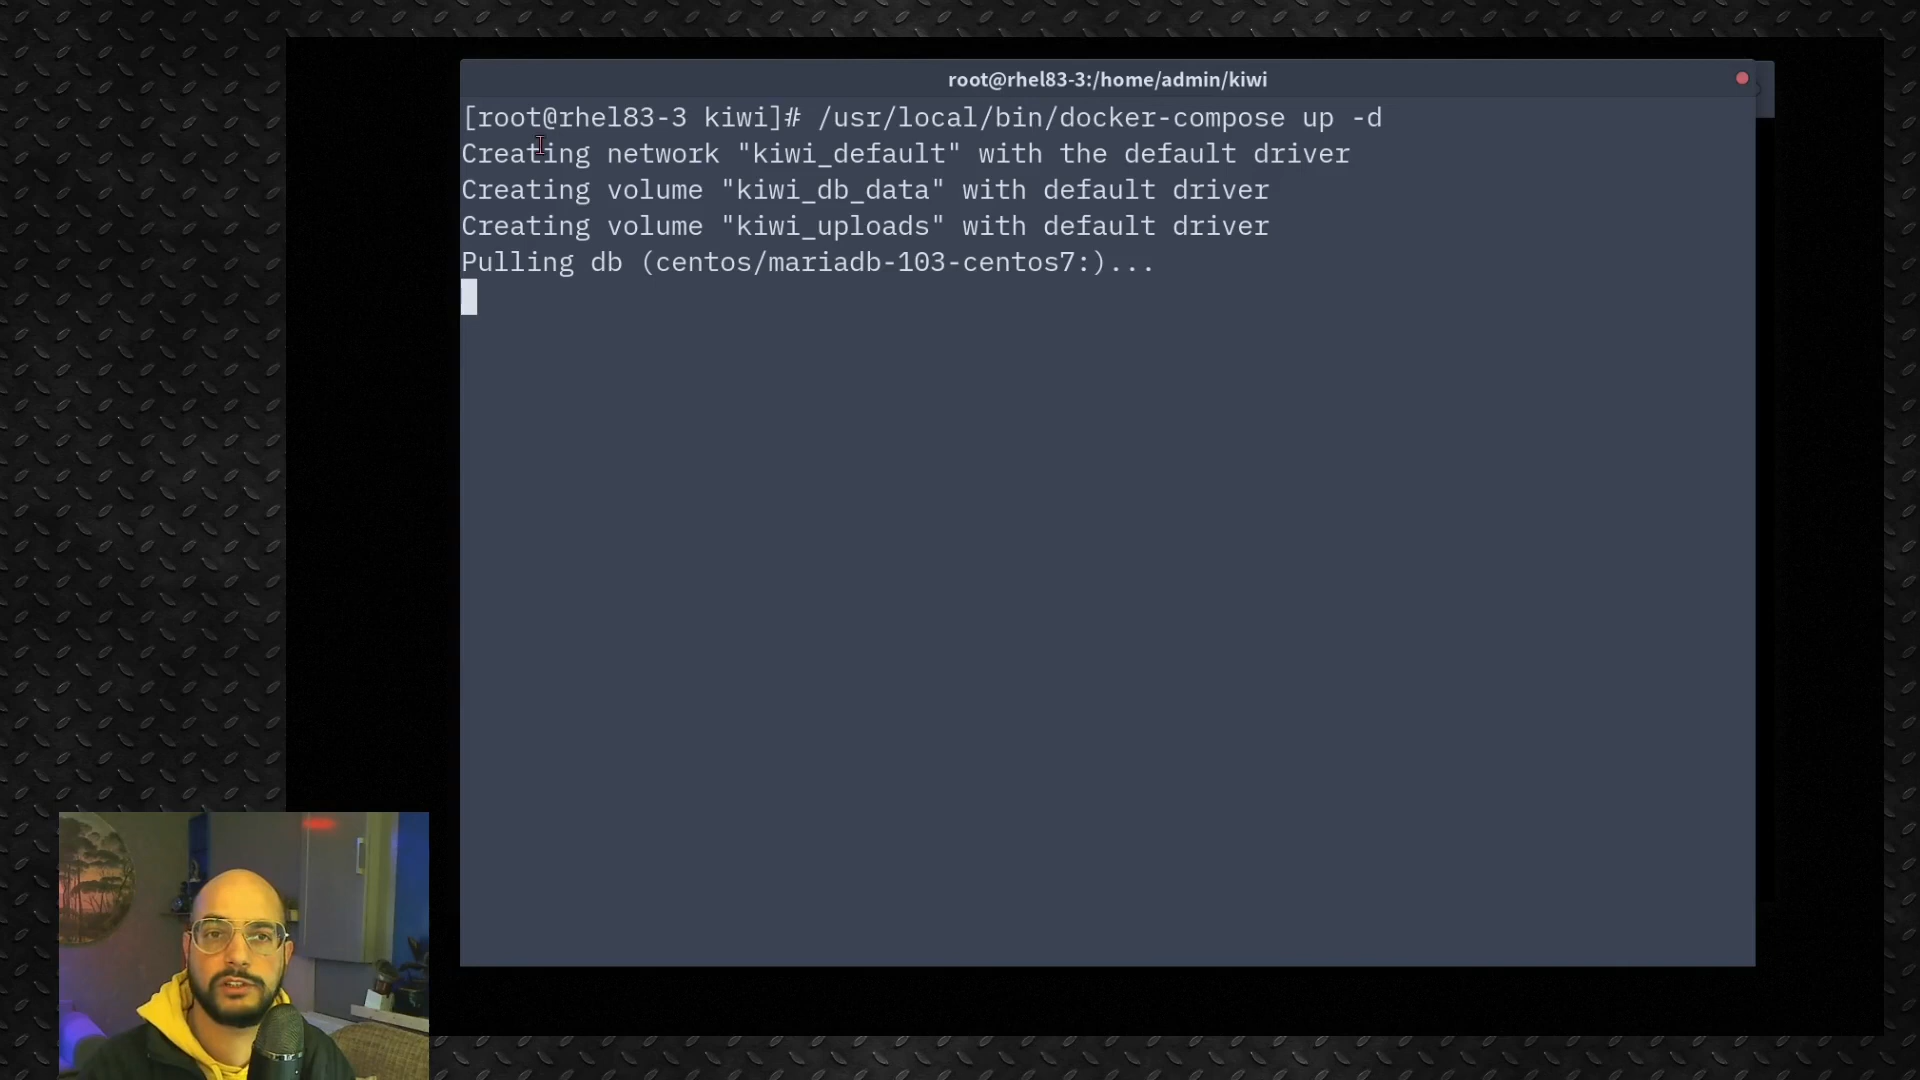 root@rhel83-3:/home/admin/kiwi
[root@rhel83-3 kiwi]# /usr/local/bin/docker-compose up -d
Creating network "kiwi_default" with the default driver
Creating volume "kiwi_db_data" with default driver
Creating volume "kiwi_uploads" with default driver
Pulling db (centos/mariadb-103-centos7:)...